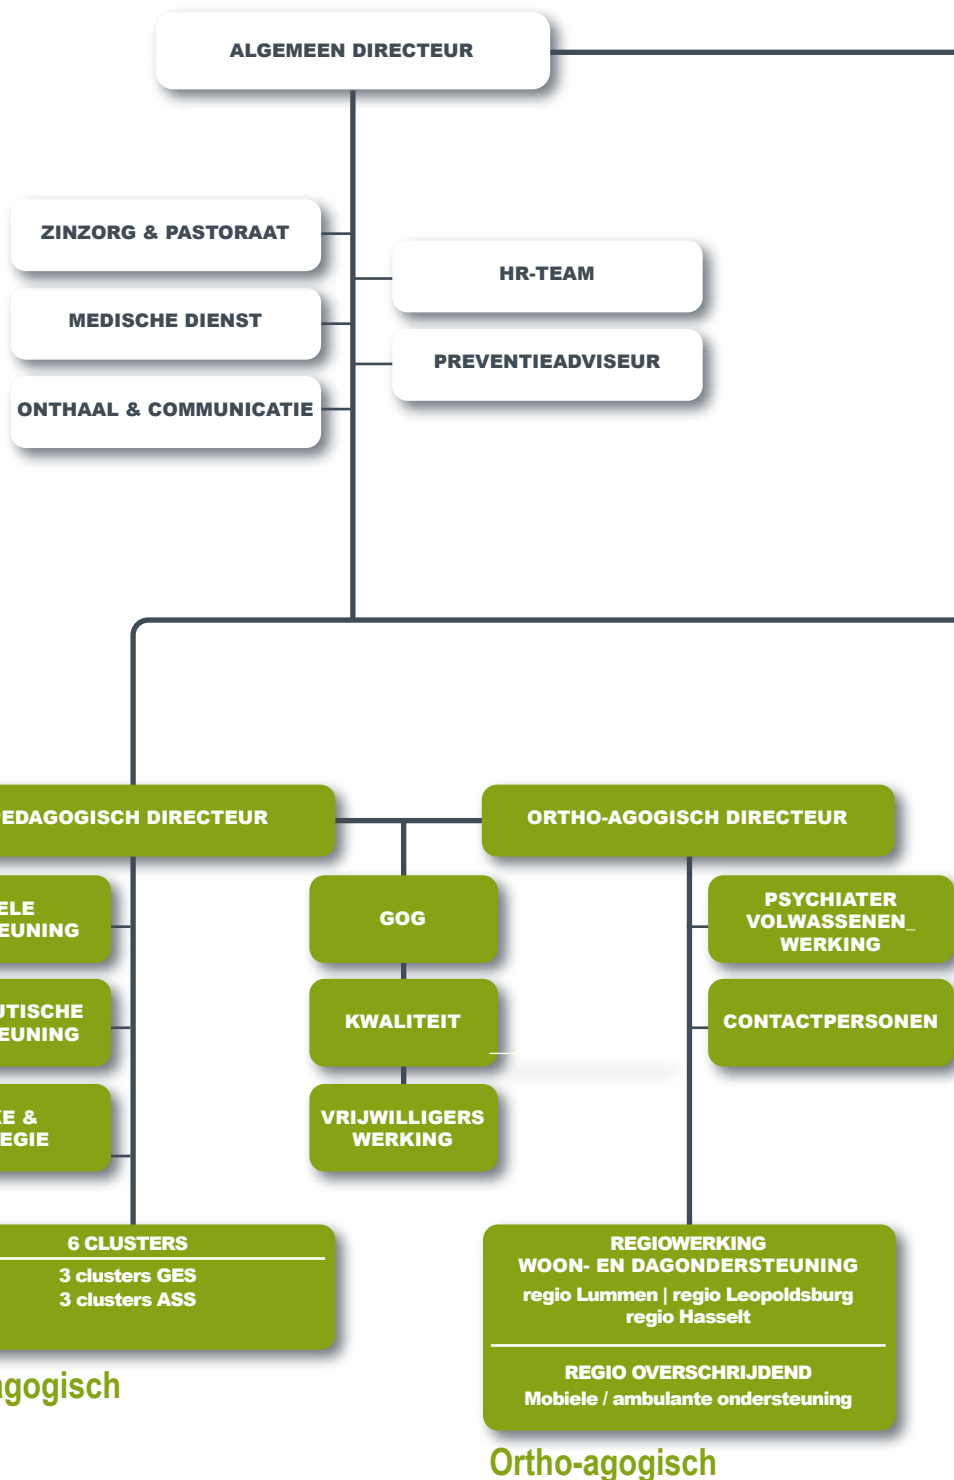 ALGEMEEN DIRECTEUR
ZINZORG & PASTORAAT
HR-TEAM
MEDISCHE DIENST
PREVENTIEADVISEUR
ONTHAAL & COMMUNICATIE
PEDAGOGISCH DIRECTEUR
ORTHO-AGOGISCH DIRECTEUR
ELE
EUNING
GOG
PSYCHIATER
VOLWASSENEN_
WERKING
UTISCHE
EUNING
KWALITEIT
CONTACTPERSONEN
KE &
EGIE
VRIJWILLIGERS
WERKING
6 CLUSTERS
3 clusters GES
3 clusters ASS
REGIOWERKING
WOON- EN DAGONDERSTEUNING
regio Lummen | regio Leopoldsburg
regio Hasselt
REGIO OVERSCHRIJDEND
Mobiele / ambulante ondersteuning
agogisch
Ortho-agogisch